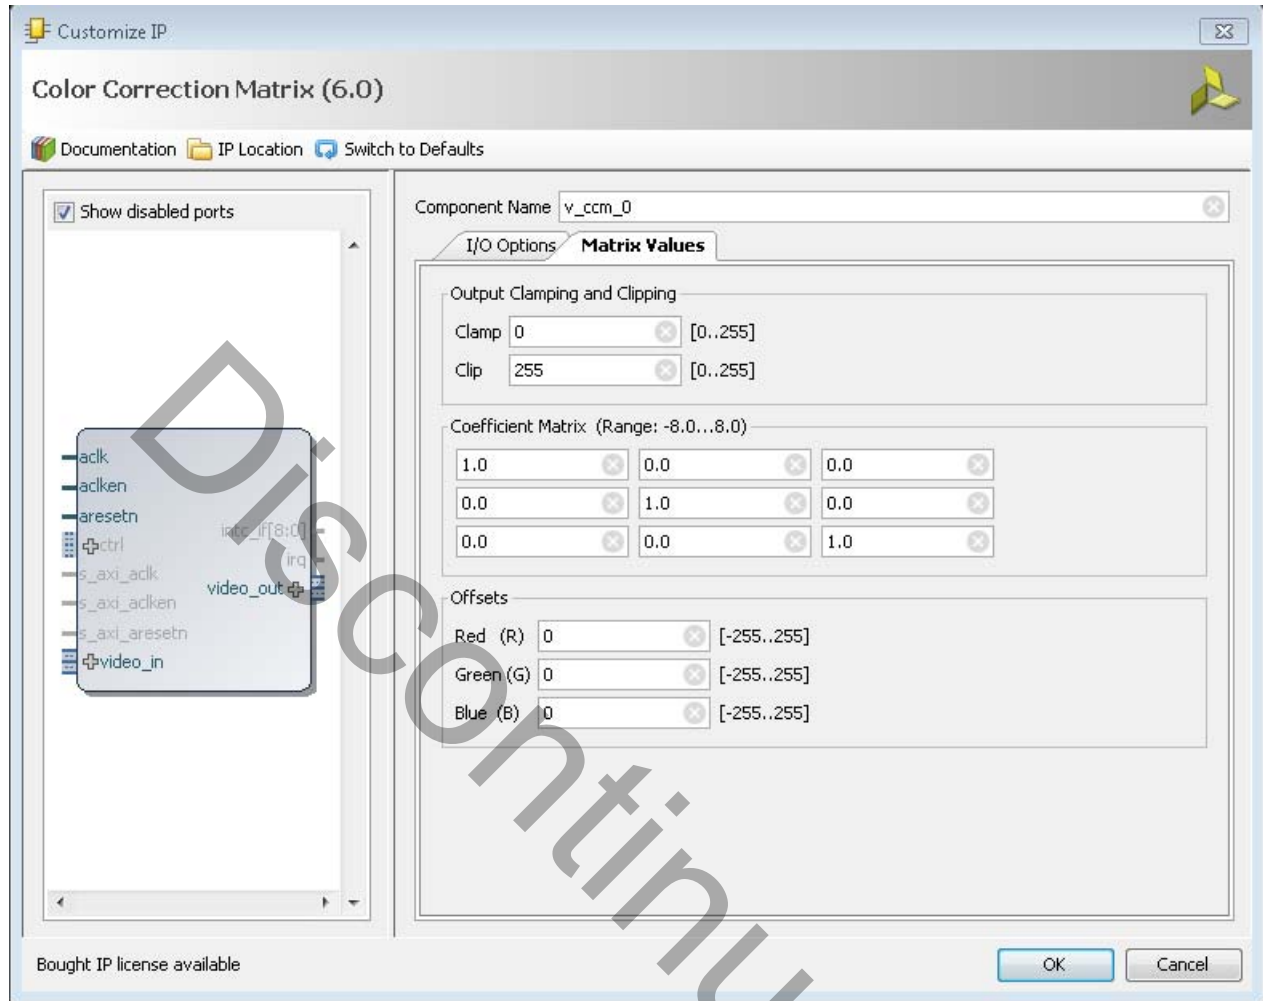 Customize IP
Color Correction Matrix (6.0)
Documentation IP Location Switch to Defaults
Show disabled ports
aclk
aclken
aresetn
ctrl
s_axi_aclk
s_axi_aclken
s_axi_aresetn
video_in
intc_if[8:0]
irq
video_out
Component Name v_ccm_0
I/O Options Matrix Values
Output Clamping and Clipping
Clamp 0 [0..255]
Clip 255 [0..255]
Coefficient Matrix (Range: -8.0...8.0)
1.0 0.0 0.0
0.0 1.0 0.0
0.0 0.0 1.0
Offsets
Red (R) 0 [-255..255]
Green (G) 0 [-255..255]
Blue (B) 0 [-255..255]
Bought IP license available
OK Cancel
Discontinu